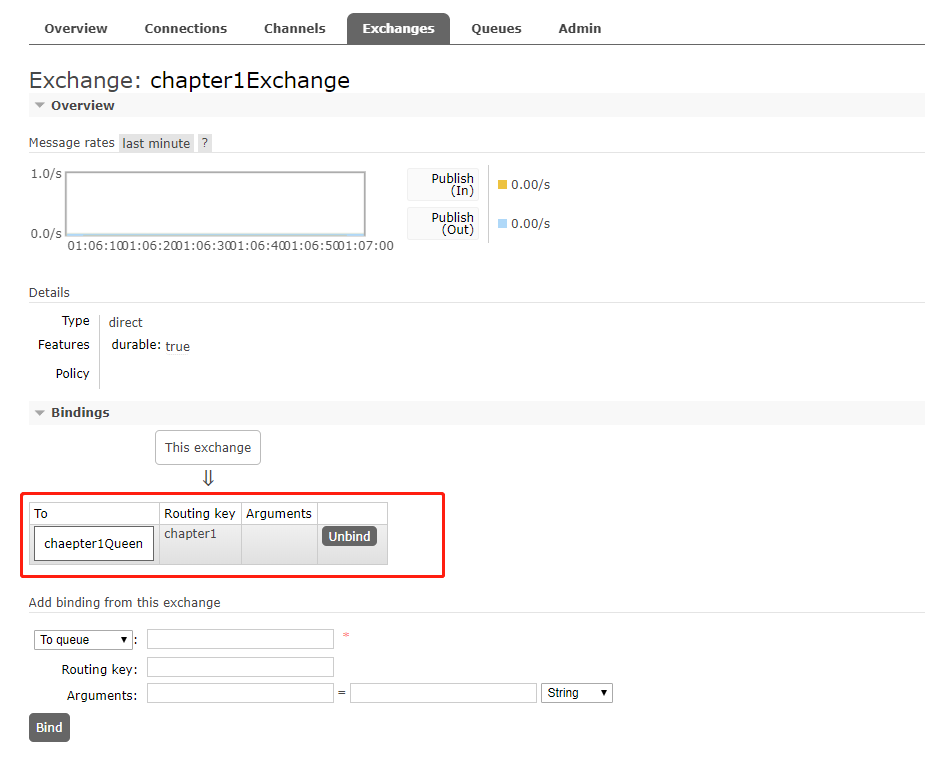 Overview Connections Channels Exchanges Queues Admin
Exchange: chapter1Exchange
Overview
Message rates last minute ?
1.0/s
0.0/s
01:06:10 01:06:20 01:06:30 01:06:40 01:06:50 01:07:00
Publish (In) 0.00/s
Publish (Out) 0.00/s
Details
Type direct
Features durable: true
Policy
Bindings
This exchange
⇓
To Routing key Arguments
chaepter1Queen chapter1 Unbind
Add binding from this exchange
To queue : *
Routing key:
Arguments: = String
Bind